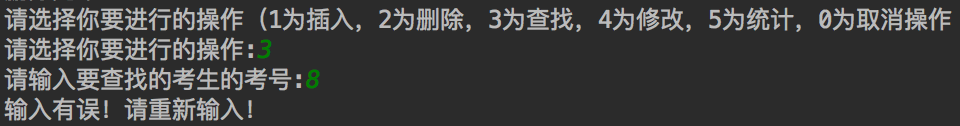 请选择你要进行的操作（1为插入，2为删除，3为查找，4为修改，5为统计，0为取消操作
请选择你要进行的操作:3
请输入要查找的考生的考号:8
输入有误！请重新输入！